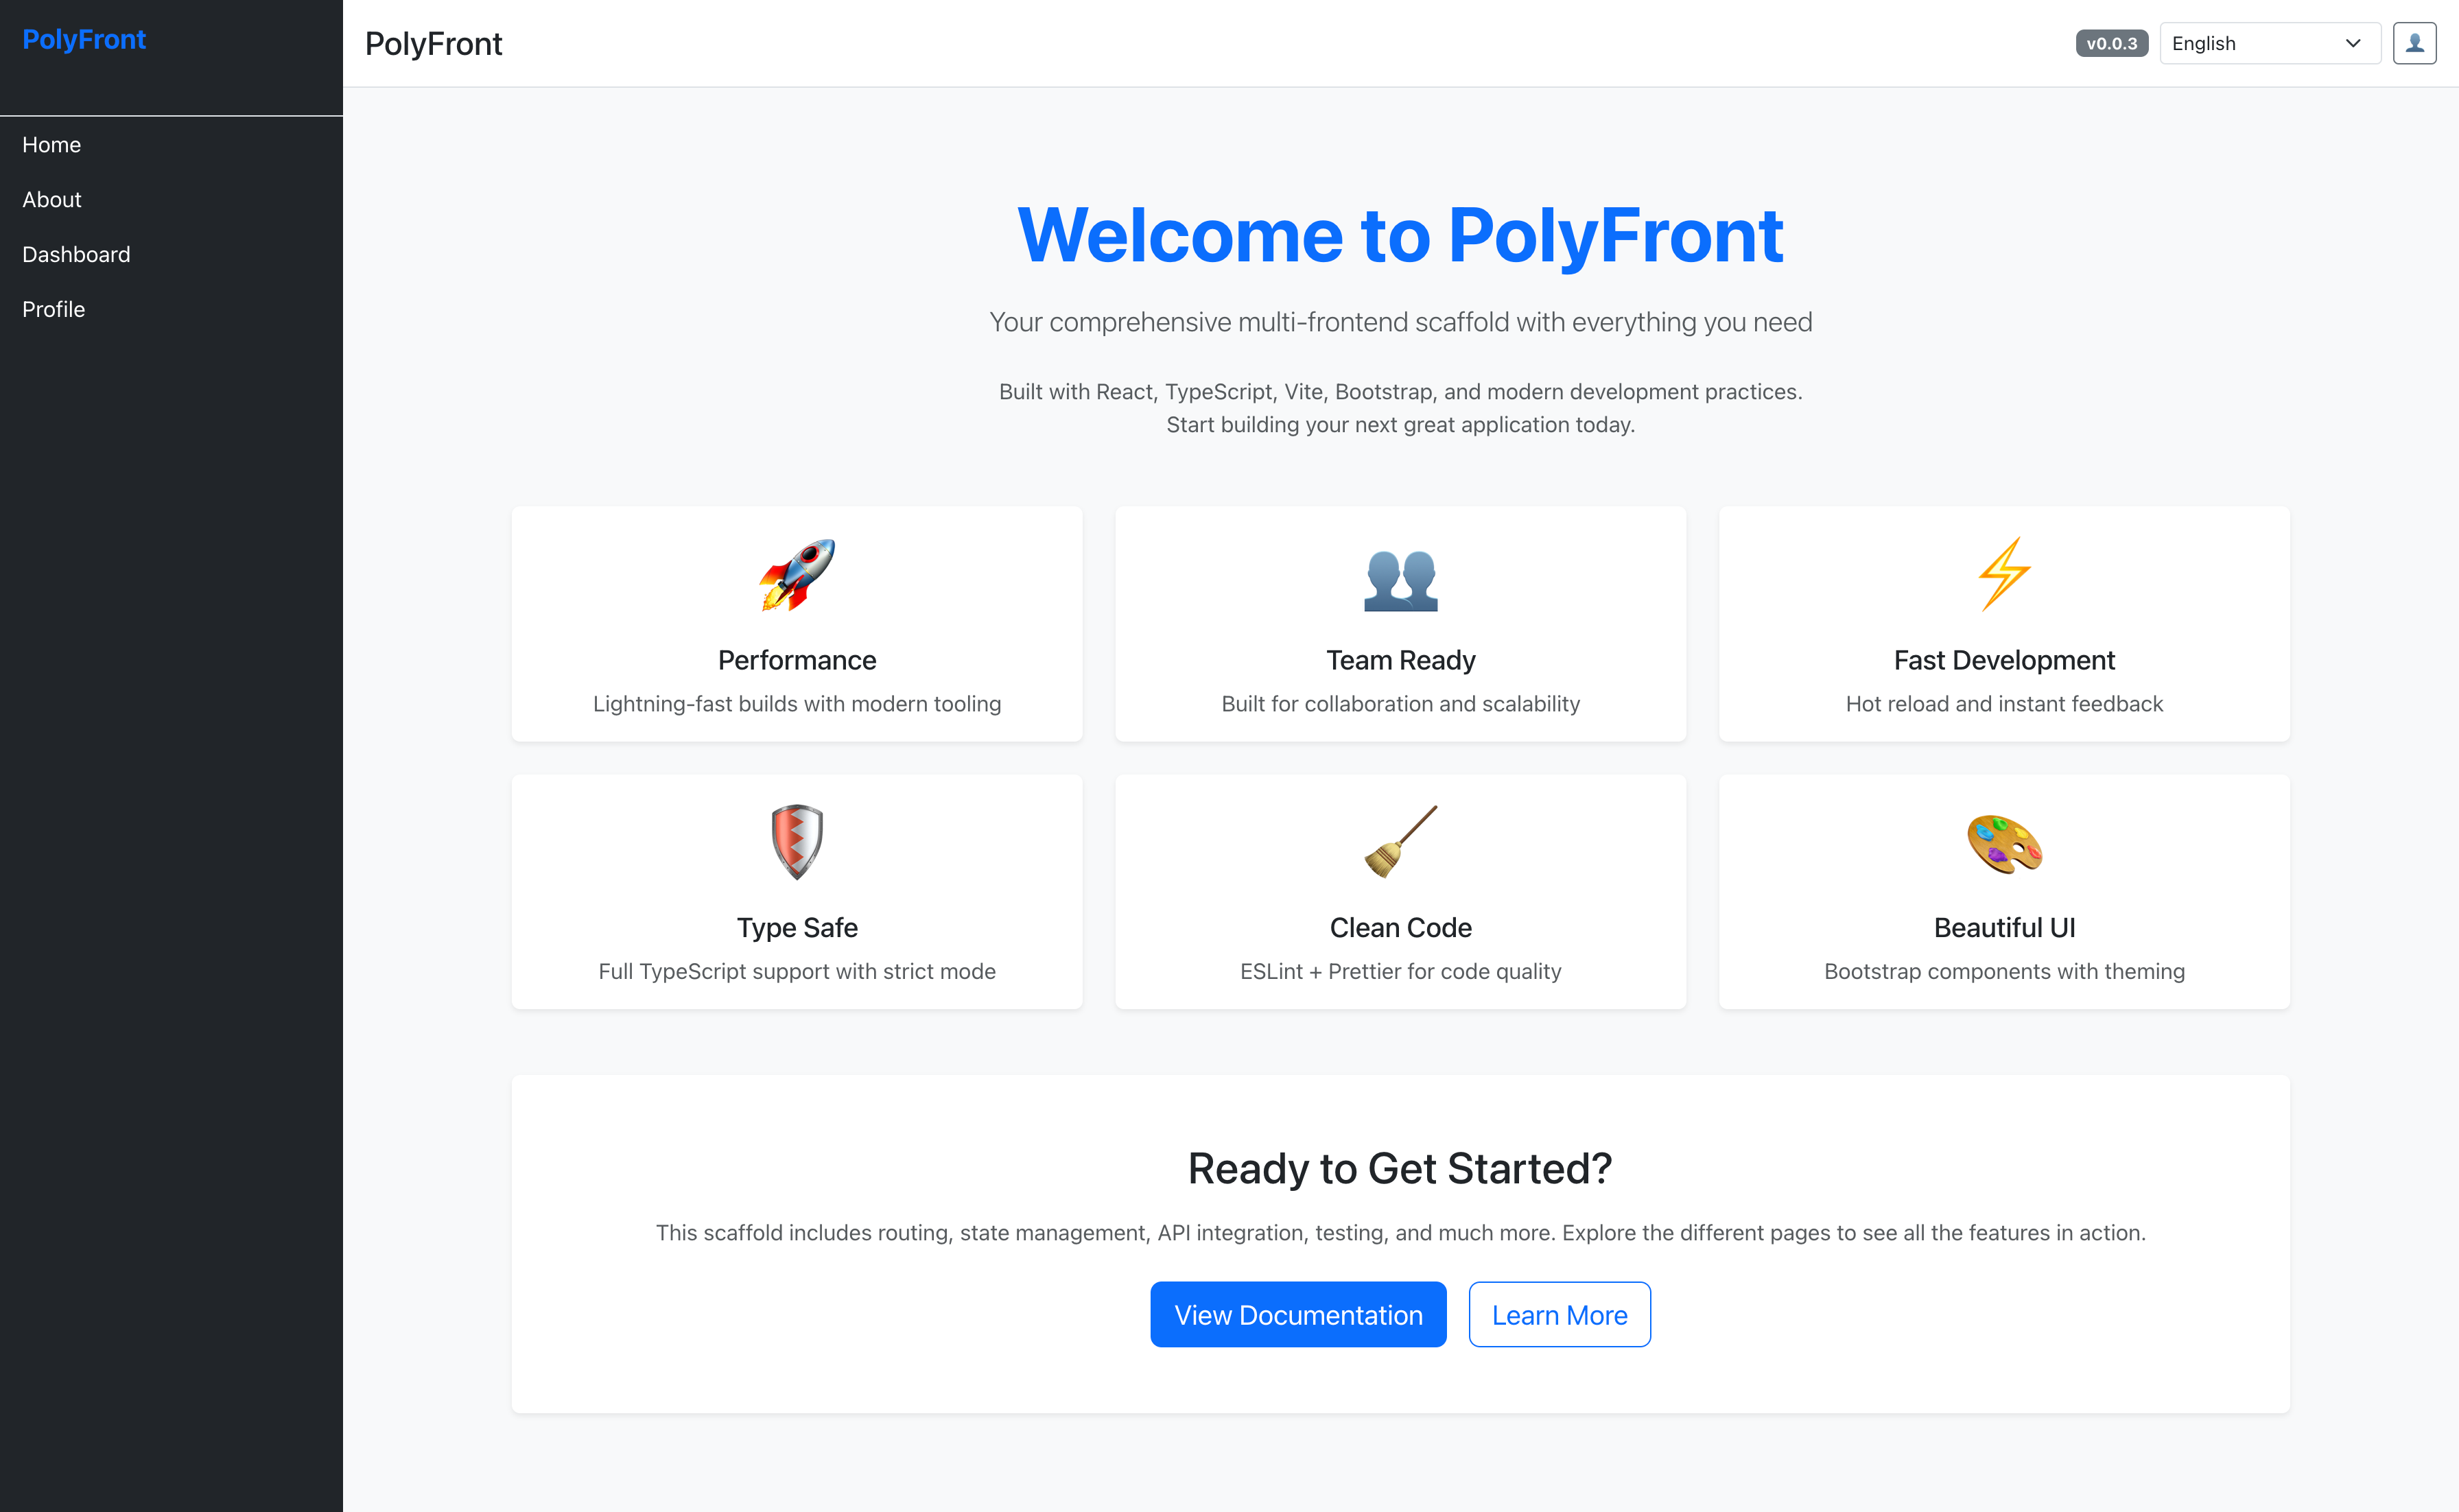 PolyFront
Home
About
Dashboard
Profile
PolyFront
v0.0.3
English
Welcome to PolyFront
Your comprehensive multi-frontend scaffold with everything you need
Built with React, TypeScript, Vite, Bootstrap, and modern development practices.
Start building your next great application today.
Performance
Lightning-fast builds with modern tooling
Team Ready
Built for collaboration and scalability
Fast Development
Hot reload and instant feedback
Type Safe
Full TypeScript support with strict mode
Clean Code
ESLint + Prettier for code quality
Beautiful UI
Bootstrap components with theming
Ready to Get Started?
This scaffold includes routing, state management, API integration, testing, and much more. Explore the different pages to see all the features in action.
View Documentation
Learn More